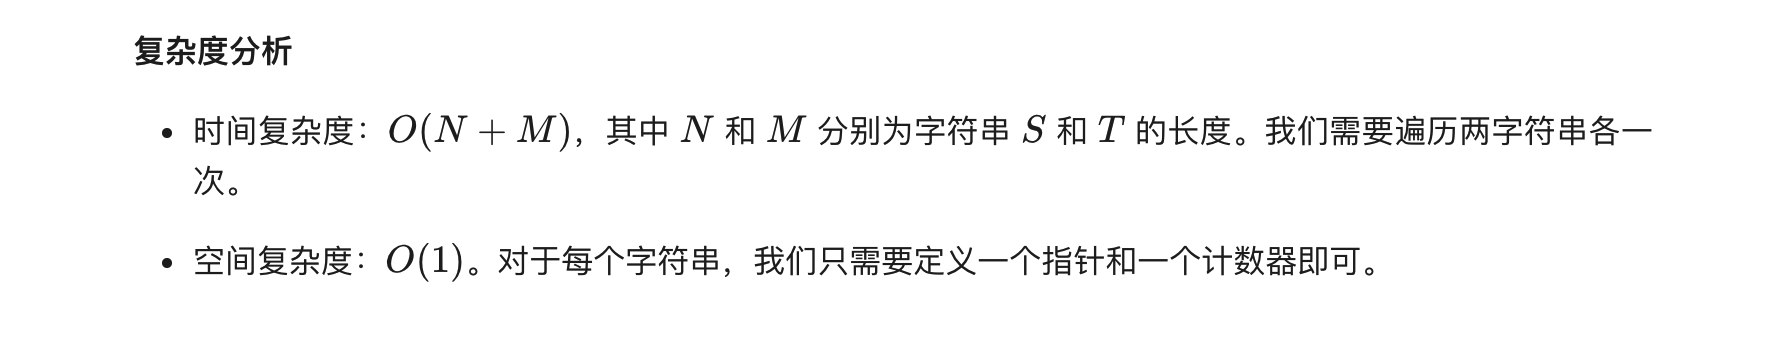 复杂度分析
• 时间复杂度：O(N + M)，其中 N 和 M 分别为字符串 S 和 T 的长度。我们需要遍历两字符串各一
次。
• 空间复杂度：O(1)。对于每个字符串，我们只需要定义一个指针和一个计数器即可。